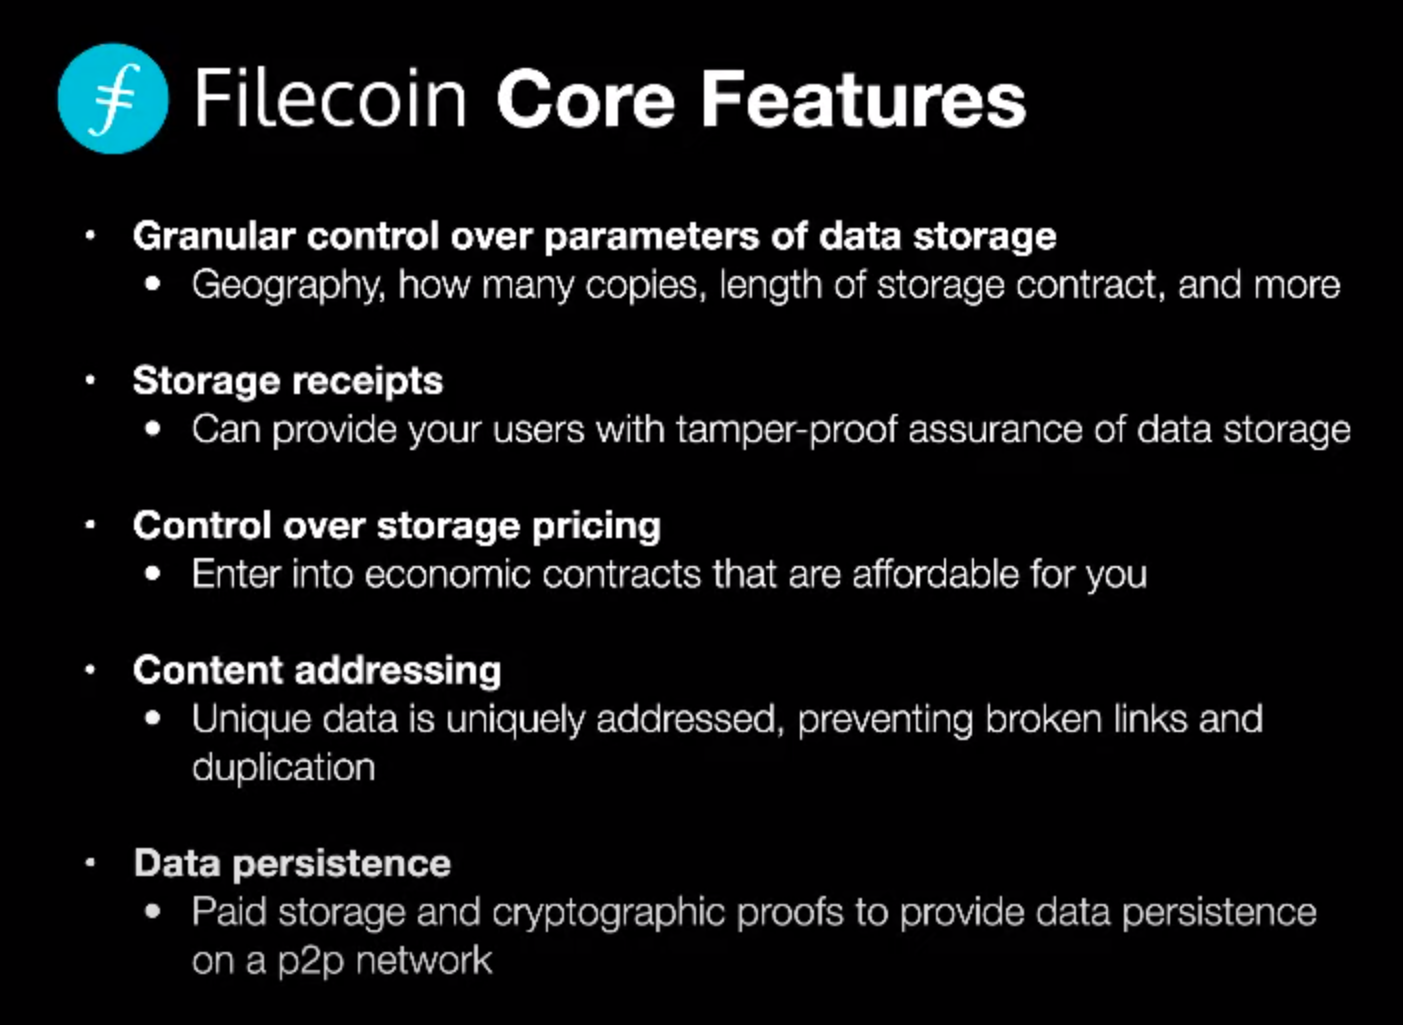 Filecoin Core Features
• Granular control over parameters of data storage
• Geography, how many copies, length of storage contract, and more
• Storage receipts
• Can provide your users with tamper-proof assurance of data storage
• Control over storage pricing
• Enter into economic contracts that are affordable for you
• Content addressing
• Unique data is uniquely addressed, preventing broken links and
duplication
• Data persistence
• Paid storage and cryptographic proofs to provide data persistence
on a p2p network